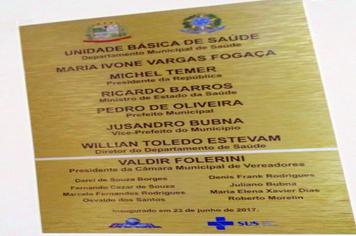 UNIDADE BÁSICA DE SAÚDE
Departamento Municipal de Saúde
MARIA IVONE VARGAS FOGAÇA
MICHEL TEMER
Presidente da República
RICARDO BARROS
Ministro de Estado da Saúde
PEDRO DE OLIVEIRA
Prefeito Municipal
JUSANDRO BUBNA
Vice-Prefeito do Município
WILLIAN TOLEDO ESTEVAM
Diretor do Departamento de Saúde
VALDIR FOLERINI
Presidente da Câmara Municipal de Vereadores
Darci de Souza Borges
Denis Frank Rodrigues
Fernando Cezar de Souza
Juliano Bubna
Marcelo Fernandes Rodrigues
Maria Elena Xavier Dias
Osvaldo dos Santos
Roberto Morelin
Inaugurado em 23 de junho de 2017.
BRASIL
SUS